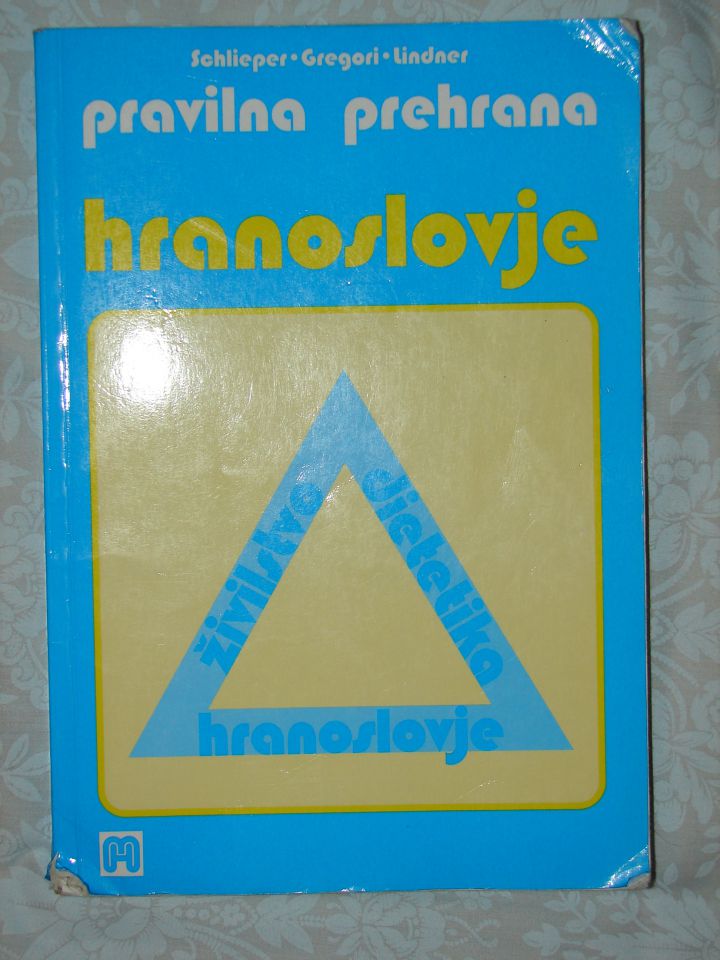 Schlieper • Gregori • Lindner
pravilna prehrana
hranoslovje
živilstvo
dietetika
hranoslovje